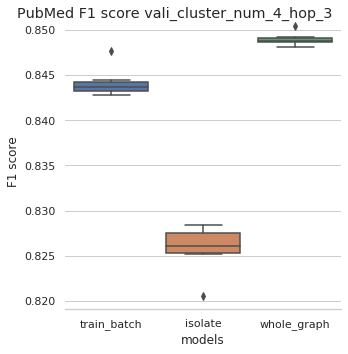 PubMed F1 score vali_cluster_num_4_hop_3
0.850
0.845
0.840
0.835
0.830
0.825
0.820
F1 score
train_batch isolate whole_graph
models